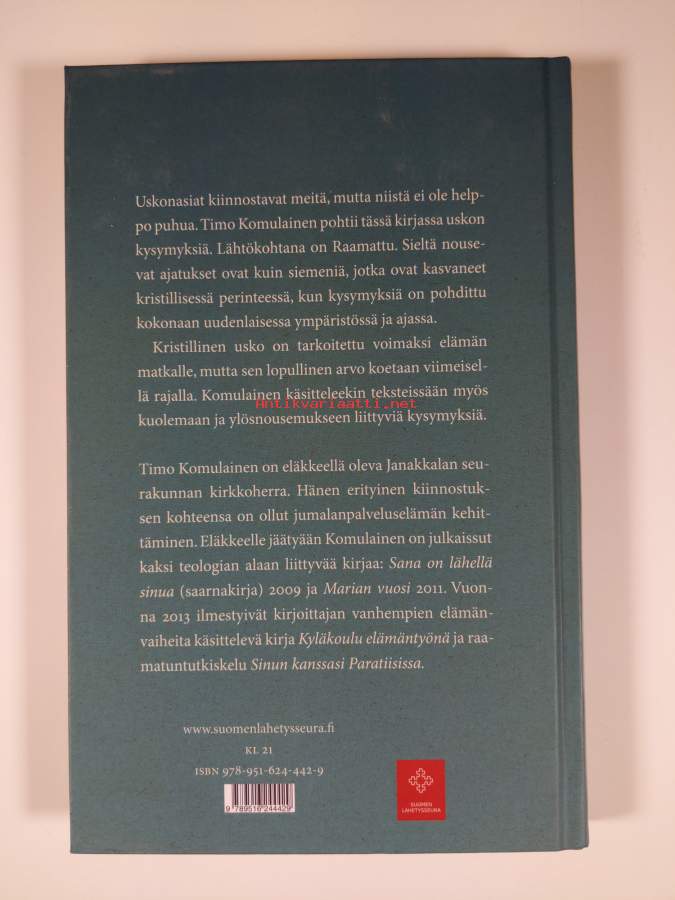 Uskonasiat kiinnostavat meitä, mutta niistä ei ole help-
po puhua. Timo Komulainen pohtii tässä kirjassa uskon
kysymyksiä. Lähtökohtana on Raamattu. Sieltä nouse-
vat ajatukset ovat kuin siemeniä, jotka ovat kasvaneet
kristillisessä perinteessä, kun kysymyksiä on pohdittu
kokonaan uudenlaisessa ympäristössä ja ajassa.
Kristillinen usko on tarkoitettu voimaksi elämän
matkalle, mutta sen lopullinen arvo koetaan viimeisel-
lä rajalla. Komulainen käsitteleekin teksteissään myös
Antikvariaatti.net
kuolemaan ja ylösnousemukseen liittyviä kysymyksiä.
Timo Komulainen on eläkkeellä oleva Janakkalan seu-
rakunnan kirkkoherra. Hänen erityinen kiinnostuk-
sen kohteensa on ollut jumalanpalveluselämän kehit-
täminen. Eläkkeelle jäätyään Komulainen on julkaissut
kaksi teologian alaan liittyvää kirjaa: Sana on lähellä
sinua (saarnakirja) 2009 ja Marian vuosi 2011. Vuon-
na 2013 ilmestyivät kirjoittajan vanhempien elämän-
vaiheita käsittelevä kirja Kyläkoulu elämäntyönä ja raa-
matuntutkiskelu Sinun kanssasi Paratiisissa.
www.suomenlahetysseura.fi
KL 21
ISBN 978-951-624-442-9
9 789516 244429
SUOMEN
LÄHETYSSEURA